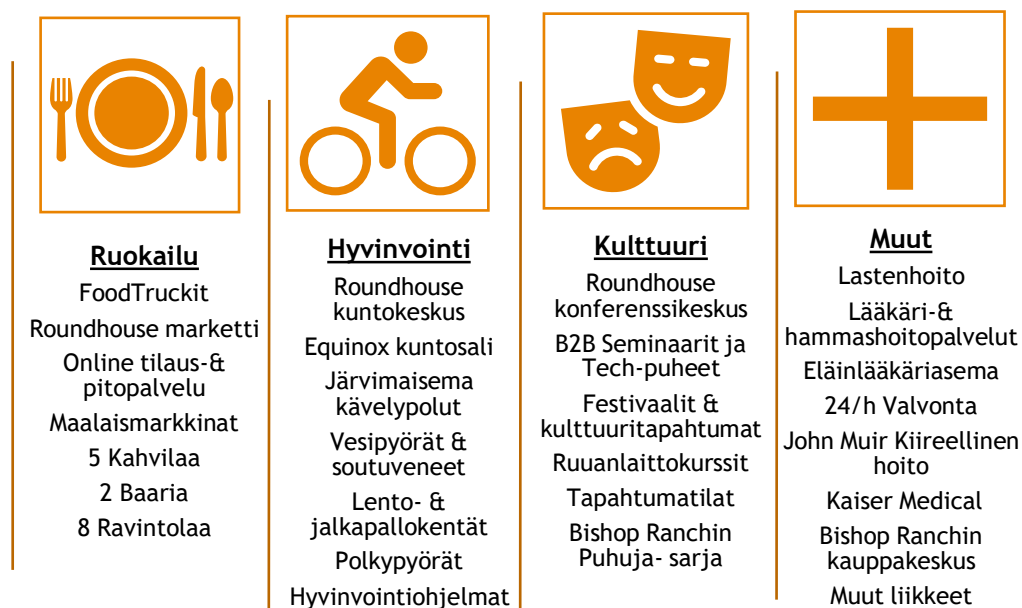 Ruokailu
FoodTruckit
Roundhouse marketti
Online tilaus-&
pitopalvelu
Maalaismarkkinat
5 Kahvilaa
2 Baaria
8 Ravintolaa
Hyvinvointi
Roundhouse
kuntokeskus
Equinox kuntosali
Järvimaisema
kävelypolut
Vesipyörät &
soutuveneet
Lento- &
jalkapallokentät
Polkypyörät
Hyvinvointiohjelmat
Kulttuuri
Roundhouse
konferenssikeskus
B2B Seminaarit ja
Tech-puheet
Festivaalit &
kulttuuritapahtumat
Ruuanlaittokurssit
Tapahtumatilat
Bishop Ranchin
Puhuja- sarja
Muut
Lastenhoito
Lääkäri-&
hammashoitopalvelut
Eläinlääkäriasema
24/h Valvonta
John Muir Kiireellinen
hoito
Kaiser Medical
Bishop Ranchin
kauppakeskus
Muut liikkeet